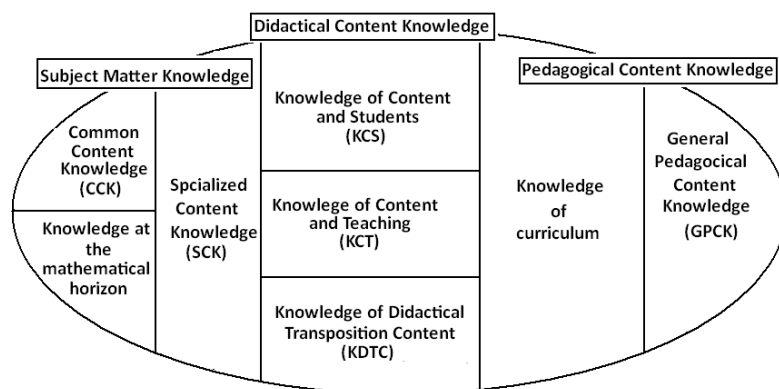 Didactical Content Knowledge
Subject Matter Knowledge
Pedagogical Content Knowledge
Common
Content
Knowledge
(CCK)
Knowledge at
the
mathematical
horizon
Spcialized
Content
Knowledge
(SCK)
Knowledge of Content
and Students
(KCS)
Knowlege of Content
and Teaching
(KCT)
Knowledge of Didactical
Transposition Content
(KDTC)
Knowledge
of
curriculum
General
Pedagocical
Content
Knowledge
(GPCK)